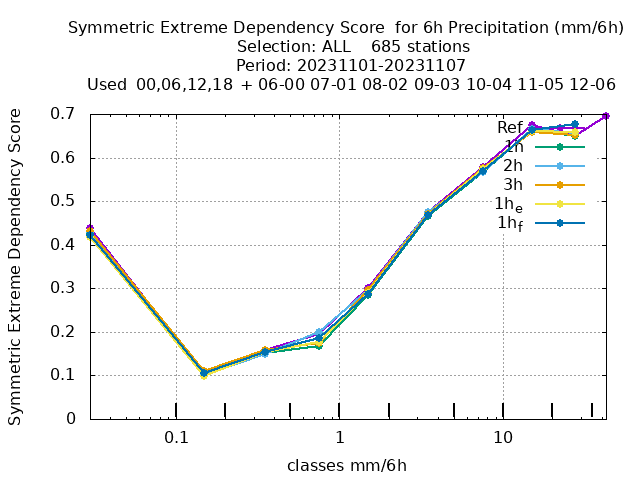 Symmetric Extreme Dependency Score  for 6h Precipitation (mm/6h)
Selection: ALL    685 stations
Period: 20231101-20231107
Used  00,06,12,18  + 06-00 07-01 08-02 09-03 10-04 11-05 12-06
Symmetric Extreme Dependency Score
0.7
0.6
0.5
0.4
0.3
0.2
0.1
0
Ref
1h
2h
3h
1he
1hf
0.1 1 10
classes mm/6h